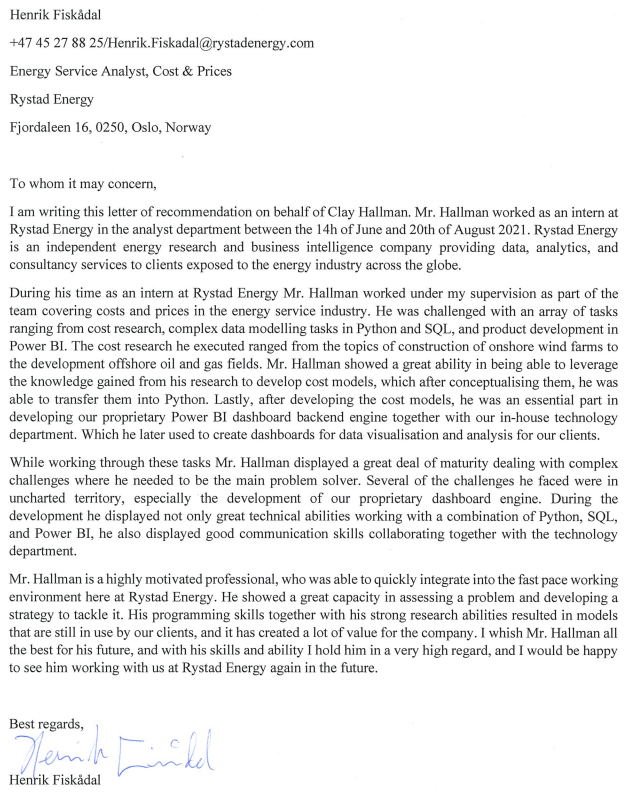 Henrik Fiskådal
+47 45 27 88 25/Henrik.Fiskadal@rystadenergy.com
Energy Service Analyst, Cost & Prices
Rystad Energy
Fjordaleen 16, 0250, Oslo, Norway
To whom it may concern,
I am writing this letter of recommendation on behalf of Clay Hallman. Mr. Hallman worked as an intern at
Rystad Energy in the analyst department between the 14h of June and 20th of August 2021. Rystad Energy
is an independent energy research and business intelligence company providing data, analytics, and
consultancy services to clients exposed to the energy industry across the globe.
During his time as an intern at Rystad Energy Mr. Hallman worked under my supervision as part of the
team covering costs and prices in the energy service industry. He was challenged with an array of tasks
ranging from cost research, complex data modelling tasks in Python and SQL, and product development in
Power BI. The cost research he executed ranged from the topics of construction of onshore wind farms to
the development offshore oil and gas fields. Mr. Hallman showed a great ability in being able to leverage
the knowledge gained from his research to develop cost models, which after conceptualising them, he was
able to transfer them into Python. Lastly, after developing the cost models, he was an essential part in
developing our proprietary Power BI dashboard backend engine together with our in-house technology
department. Which he later used to create dashboards for data visualisation and analysis for our clients.
While working through these tasks Mr. Hallman displayed a great deal of maturity dealing with complex
challenges where he needed to be the main problem solver. Several of the challenges he faced were in
uncharted territory, especially the development of our proprietary dashboard engine. During the
development he displayed not only great technical abilities working with a combination of Python, SQL,
and Power BI, he also displayed good communication skills collaborating together with the technology
department.
Mr. Hallman is a highly motivated professional, who was able to quickly integrate into the fast pace working
environment here at Rystad Energy. He showed a great capacity in assessing a problem and developing a
strategy to tackle it. His programming skills together with his strong research abilities resulted in models
that are still in use by our clients, and it has created a lot of value for the company. I whish Mr. Hallman all
the best for his future, and with his skills and ability I hold him in a very high regard, and I would be happy
to see him working with us at Rystad Energy again in the future.
Best regards,
Henrik Fiskådal
Henrik Fiskådal